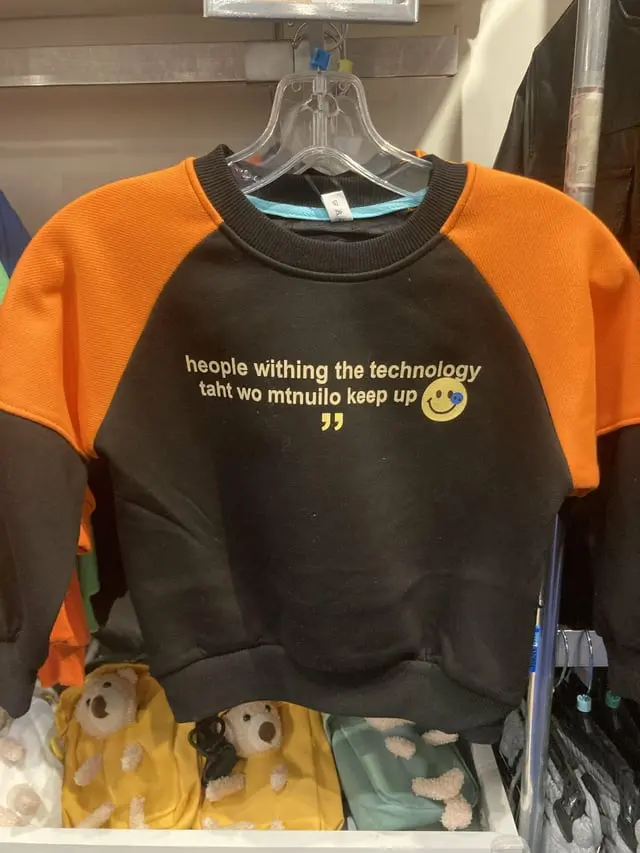 heople withing the technology
taht wo mtnuilo keep up
”